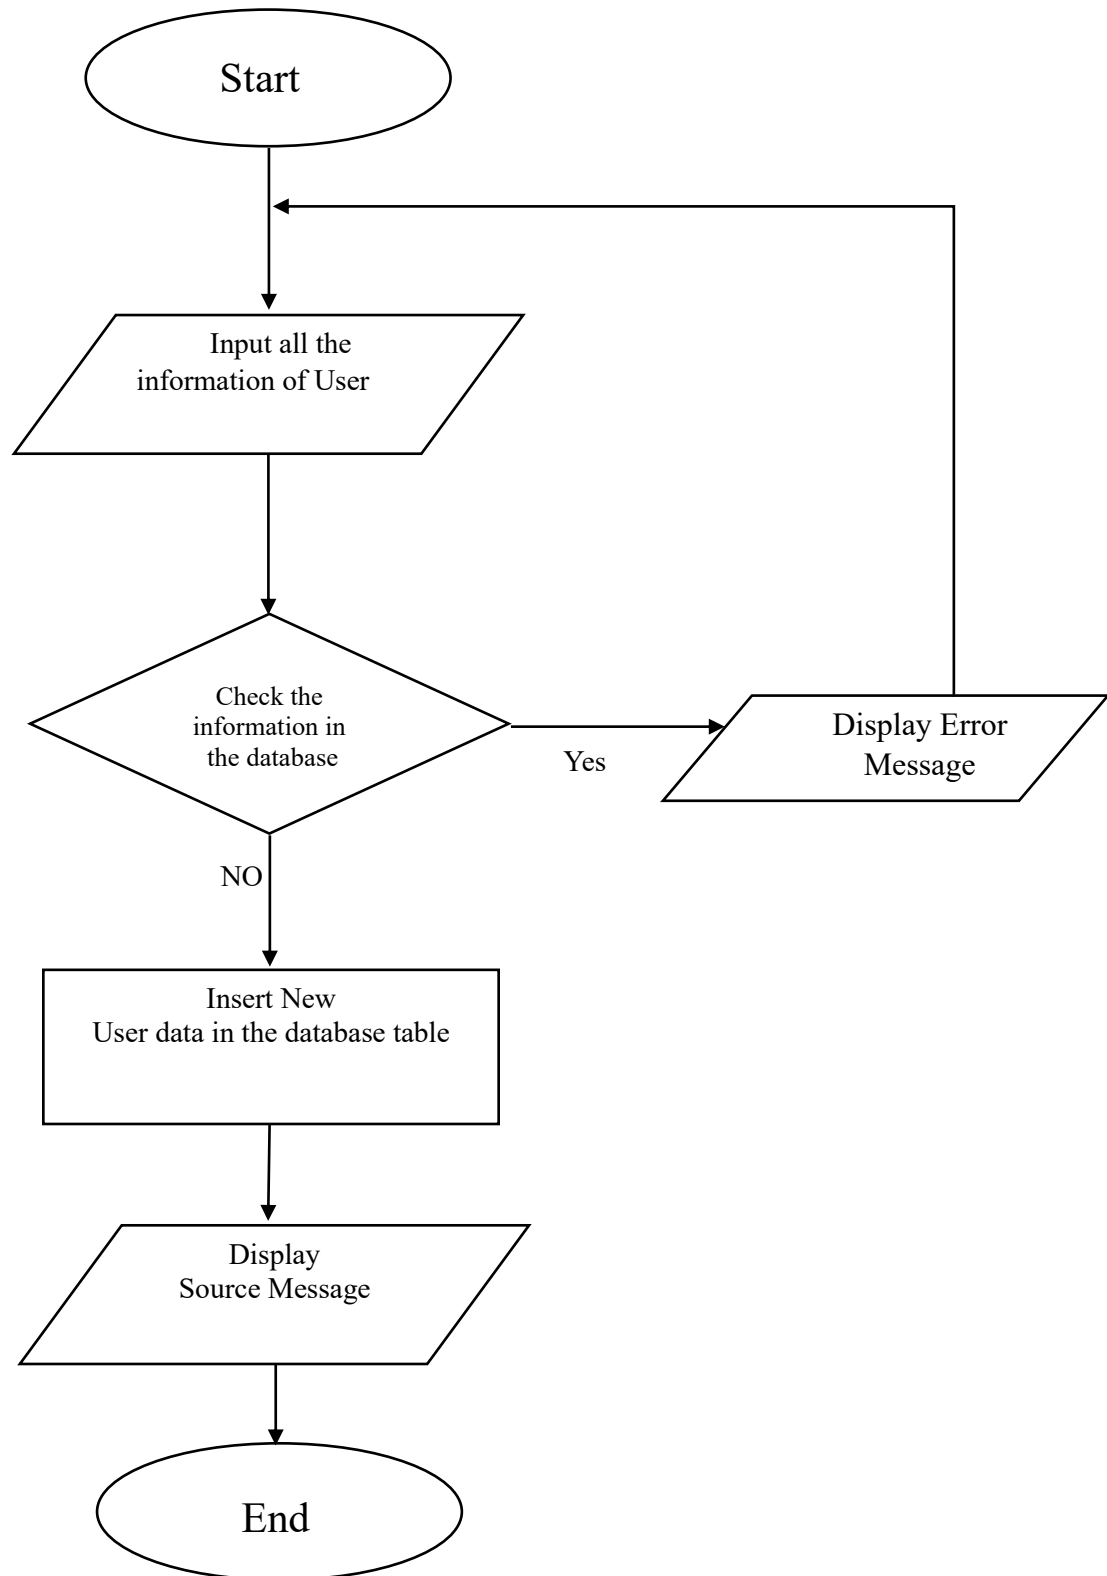 Start
Input all the
information of User
Check the
information in
the database
Yes
Display Error
Message
NO
Insert New
User data in the database table
Display
Source Message
End